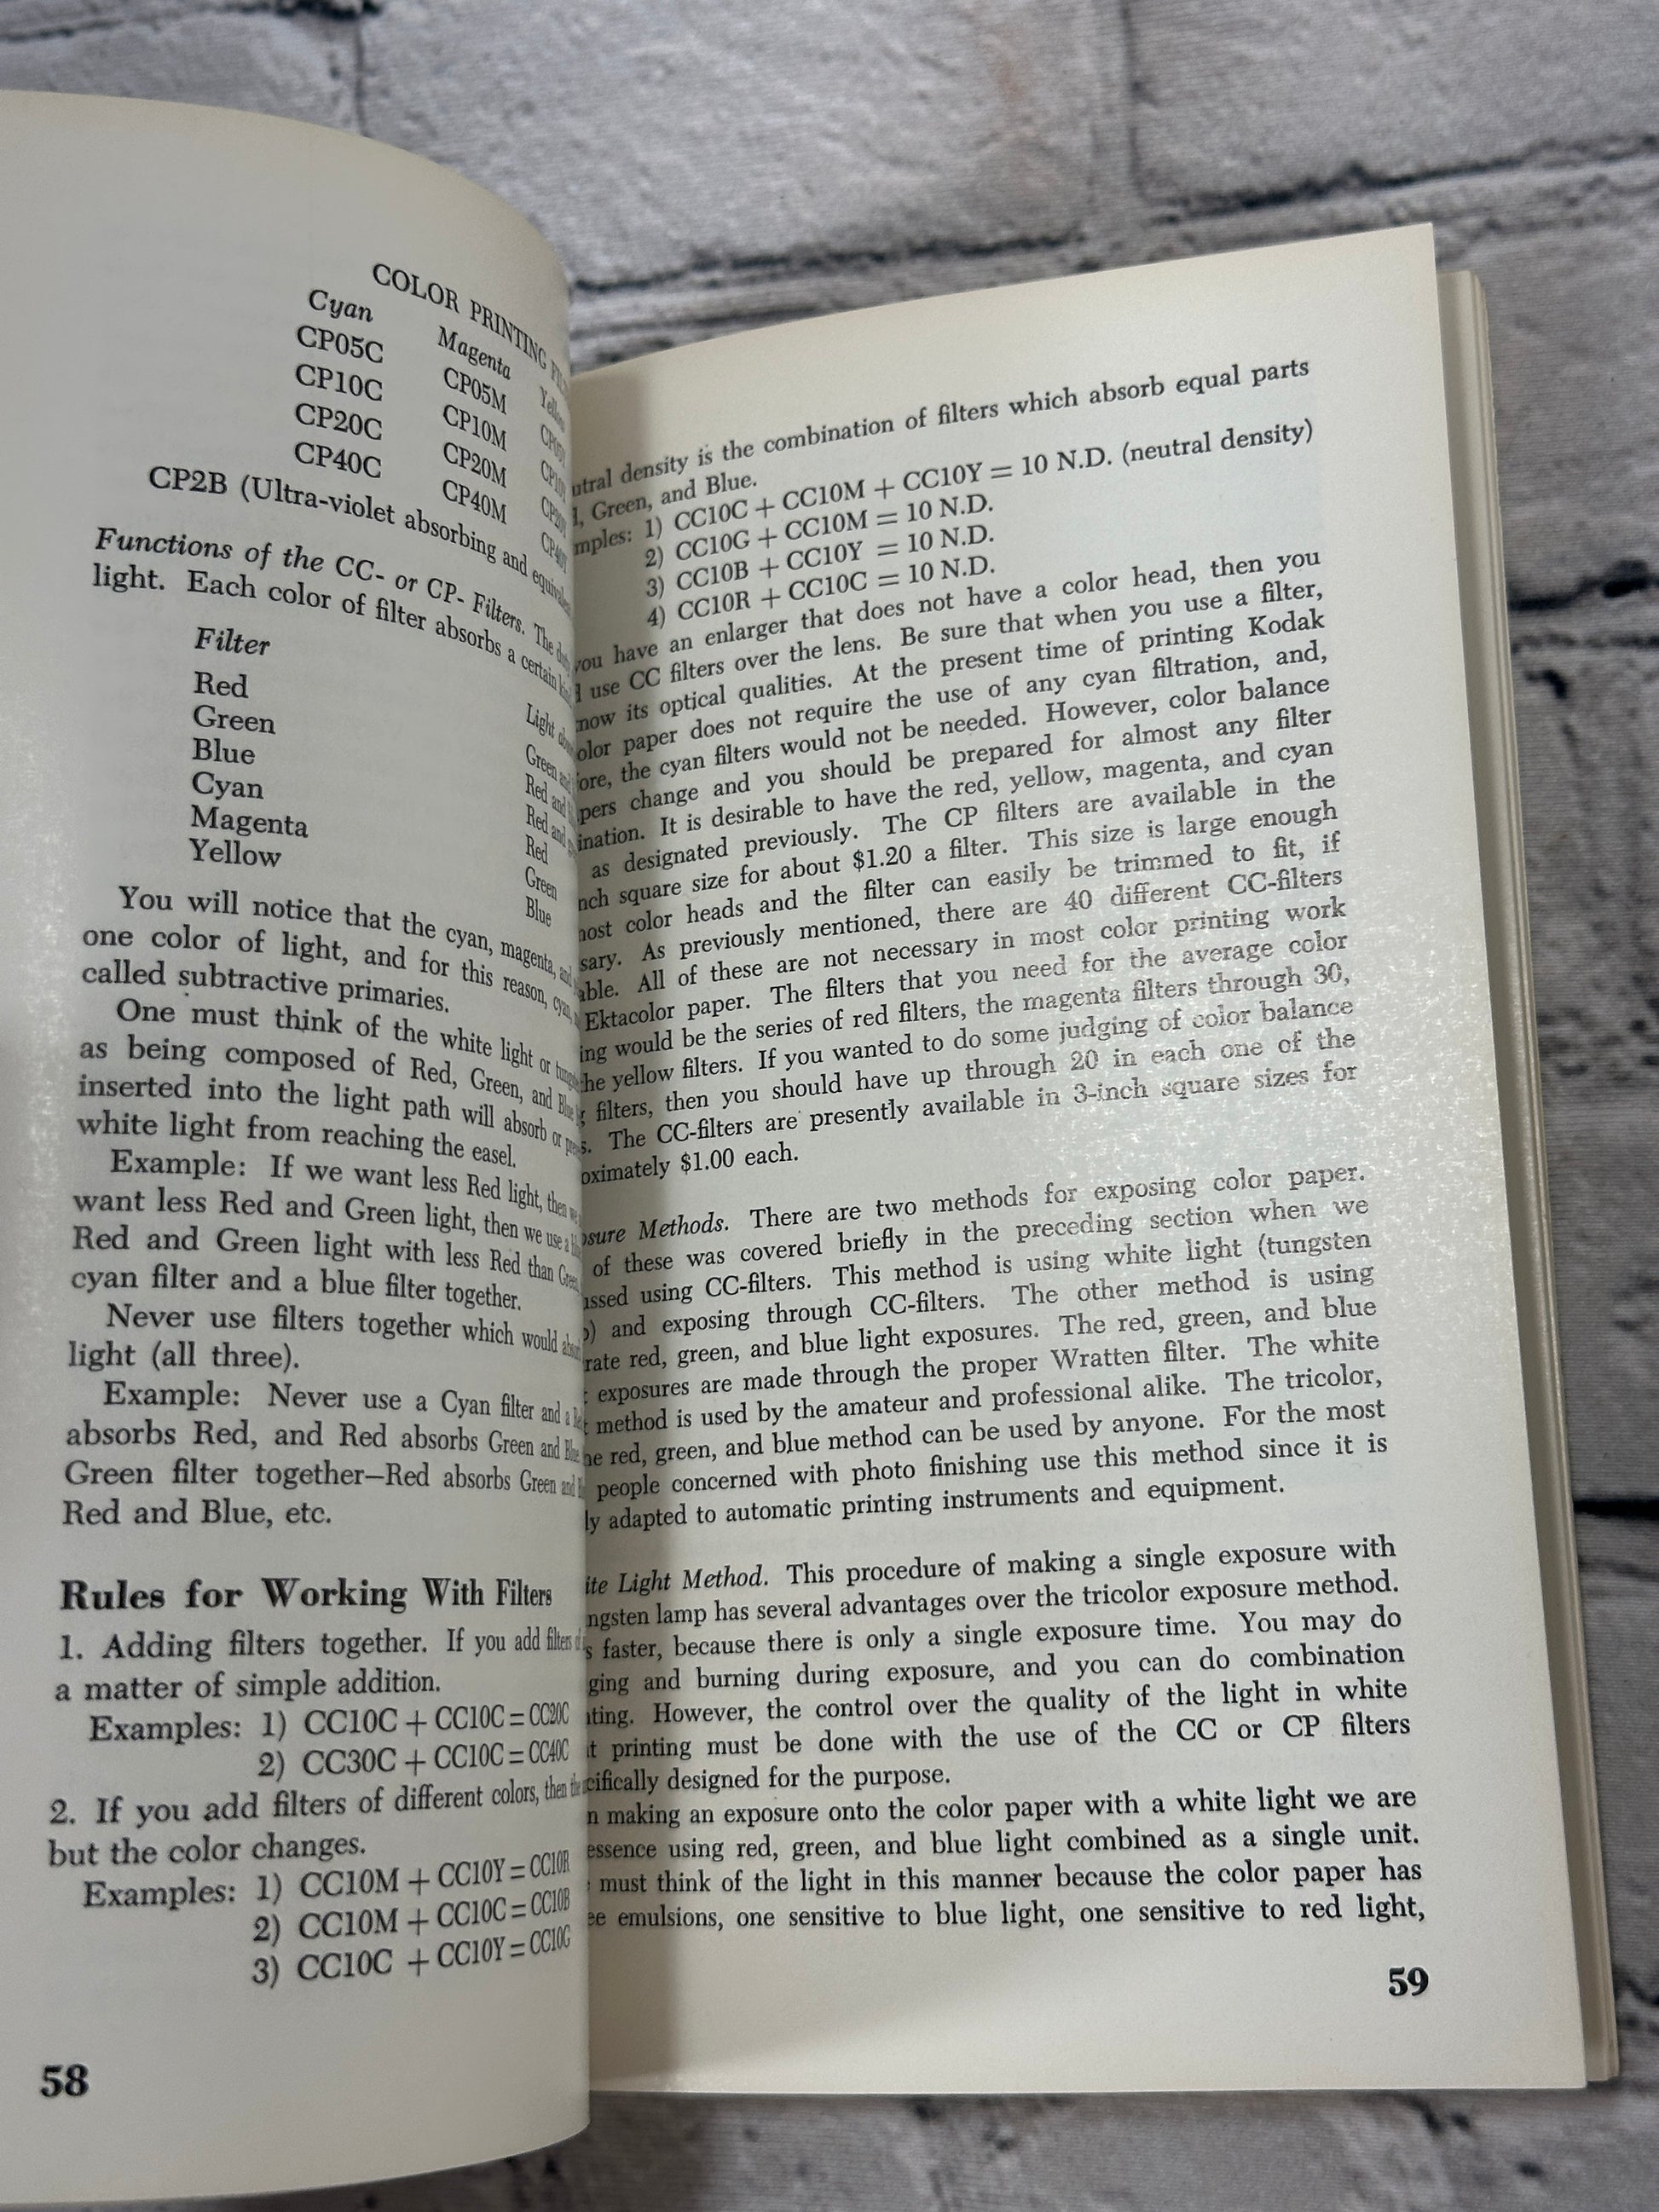 COLOR PRINTING
Cyan Magenta Yellow
CP05C CP05M
CP10C CP10M
CP20C CP20M
CP40C CP40M
CP2B (Ultra-violet absorbing and
Functions of the CC- or CP- Filters. The
light. Each color of filter absorbs a certain
Filter Light
Red Green and
Green Red and
Blue Red and
Cyan Red
Magenta Green
Yellow Blue
You will notice that the cyan, magenta, and
one color of light, and for this reason, cyan,
called subtractive primaries.
One must think of the white light or
as being composed of Red, Green, and Blue
inserted into the light path will absorb or
white light from reaching the easel.
Example: If we want less Red light, then we
want less Red and Green light, then we use a
Red and Green light with less Red than Green
cyan filter and a blue filter together.
Never use filters together which would
light (all three).
Example: Never use a Cyan filter and a
absorbs Red, and Red absorbs Green and
Green filter together—Red absorbs Green and
Red and Blue, etc.
Rules for Working With Filters
1. Adding filters together. If you add filters
a matter of simple addition.
Examples: 1) CC10C + CC10C = CC20C
2) CC30C + CC10C = CC40C
2. If you add filters of different colors, then
but the color changes.
Examples: 1) CC10M + CC10Y = CC10R
2) CC10M + CC10C = CC10B
3) CC10C + CC10Y = CC10G
58
utral density is the combination of filters which absorb equal parts
, Green, and Blue.
mples: 1) CC10C + CC10M + CC10Y = 10 N.D. (neutral density)
2) CC10G + CC10M = 10 N.D.
3) CC10B + CC10Y = 10 N.D.
4) CC10R + CC10C = 10 N.D.
you have an enlarger that does not have a color head, then you
use CC filters over the lens. Be sure that when you use a filter,
now its optical qualities. At the present time of printing Kodak
olor paper does not require the use of any cyan filtration, and,
ore, the cyan filters would not be needed. However, color balance
pers change and you should be prepared for almost any filter
ination. It is desirable to have the red, yellow, magenta, and cyan
as designated previously. The CP filters are available in the
nch square size for about $1.20 a filter. This size is large enough
ost color heads and the filter can easily be trimmed to fit, if
sary. As previously mentioned, there are 40 different CC-filters
able. All of these are not necessary in most color printing work
Ektacolor paper. The filters that you need for the average color
ing would be the series of red filters, the magenta filters through 30,
he yellow filters. If you wanted to do some judging of color balance
filters, then you should have up through 20 in each one of the
s. The CC-filters are presently available in 3-inch square sizes for
oximately $1.00 each.
osure Methods. There are two methods for exposing color paper.
of these was covered briefly in the preceding section when we
ussed using CC-filters. This method is using white light (tungsten
) and exposing through CC-filters. The other method is using
rate red, green, and blue light exposures. The red, green, and blue
exposures are made through the proper Wratten filter. The white
method is used by the amateur and professional alike. The tricolor,
he red, green, and blue method can be used by anyone. For the most
people concerned with photo finishing use this method since it is
ly adapted to automatic printing instruments and equipment.
ite Light Method. This procedure of making a single exposure with
ngsten lamp has several advantages over the tricolor exposure method.
s faster, because there is only a single exposure time. You may do
ging and burning during exposure, and you can do combination
ting. However, the control over the quality of the light in white
t printing must be done with the use of the CC or CP filters
cifically designed for the purpose.
n making an exposure onto the color paper with a white light we are
essence using red, green, and blue light combined as a single unit.
must think of the light in this manner because the color paper has
ee emulsions, one sensitive to blue light, one sensitive to red light,
59